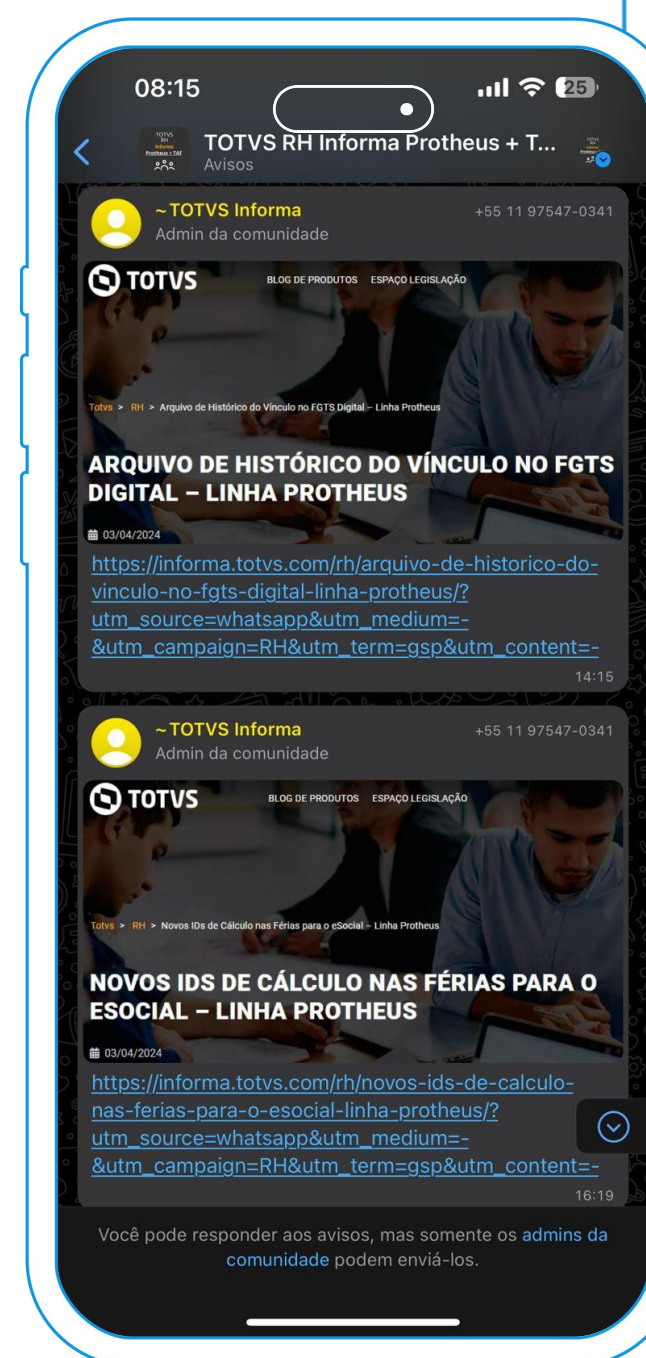 08:15
25
TOTVS RH Informa Protheus + T...
Avisos
~TOTVS Informa
+55 11 97547-0341
Admin da comunidade
TOTVS
BLOG DE PRODUTOS ESPAÇO LEGISLAÇÃO
Totvs > RH > Arquivo de Histórico do Vínculo no FGTS Digital – Linha Protheus
ARQUIVO DE HISTÓRICO DO VÍNCULO NO FGTS
DIGITAL – LINHA PROTHEUS
03/04/2024
https://informa.totvs.com/rh/arquivo-de-historico-do-
vinculo-no-fgts-digital-linha-protheus/?
utm_source=whatsapp&utm_medium=-
&utm_campaign=RH&utm_term=gsp&utm_content=-
14:15
~TOTVS Informa
+55 11 97547-0341
Admin da comunidade
TOTVS
BLOG DE PRODUTOS ESPAÇO LEGISLAÇÃO
Totvs > RH > Novos IDs de Cálculo nas Férias para o eSocial – Linha Protheus
NOVOS IDS DE CÁLCULO NAS FÉRIAS PARA O
ESOCIAL – LINHA PROTHEUS
03/04/2024
https://informa.totvs.com/rh/novos-ids-de-calculo-
nas-ferias-para-o-esocial-linha-protheus/?
utm_source=whatsapp&utm_medium=-
&utm_campaign=RH&utm_term=gsp&utm_content=-
16:19
Você pode responder aos avisos, mas somente os admins da
comunidade podem enviá-los.